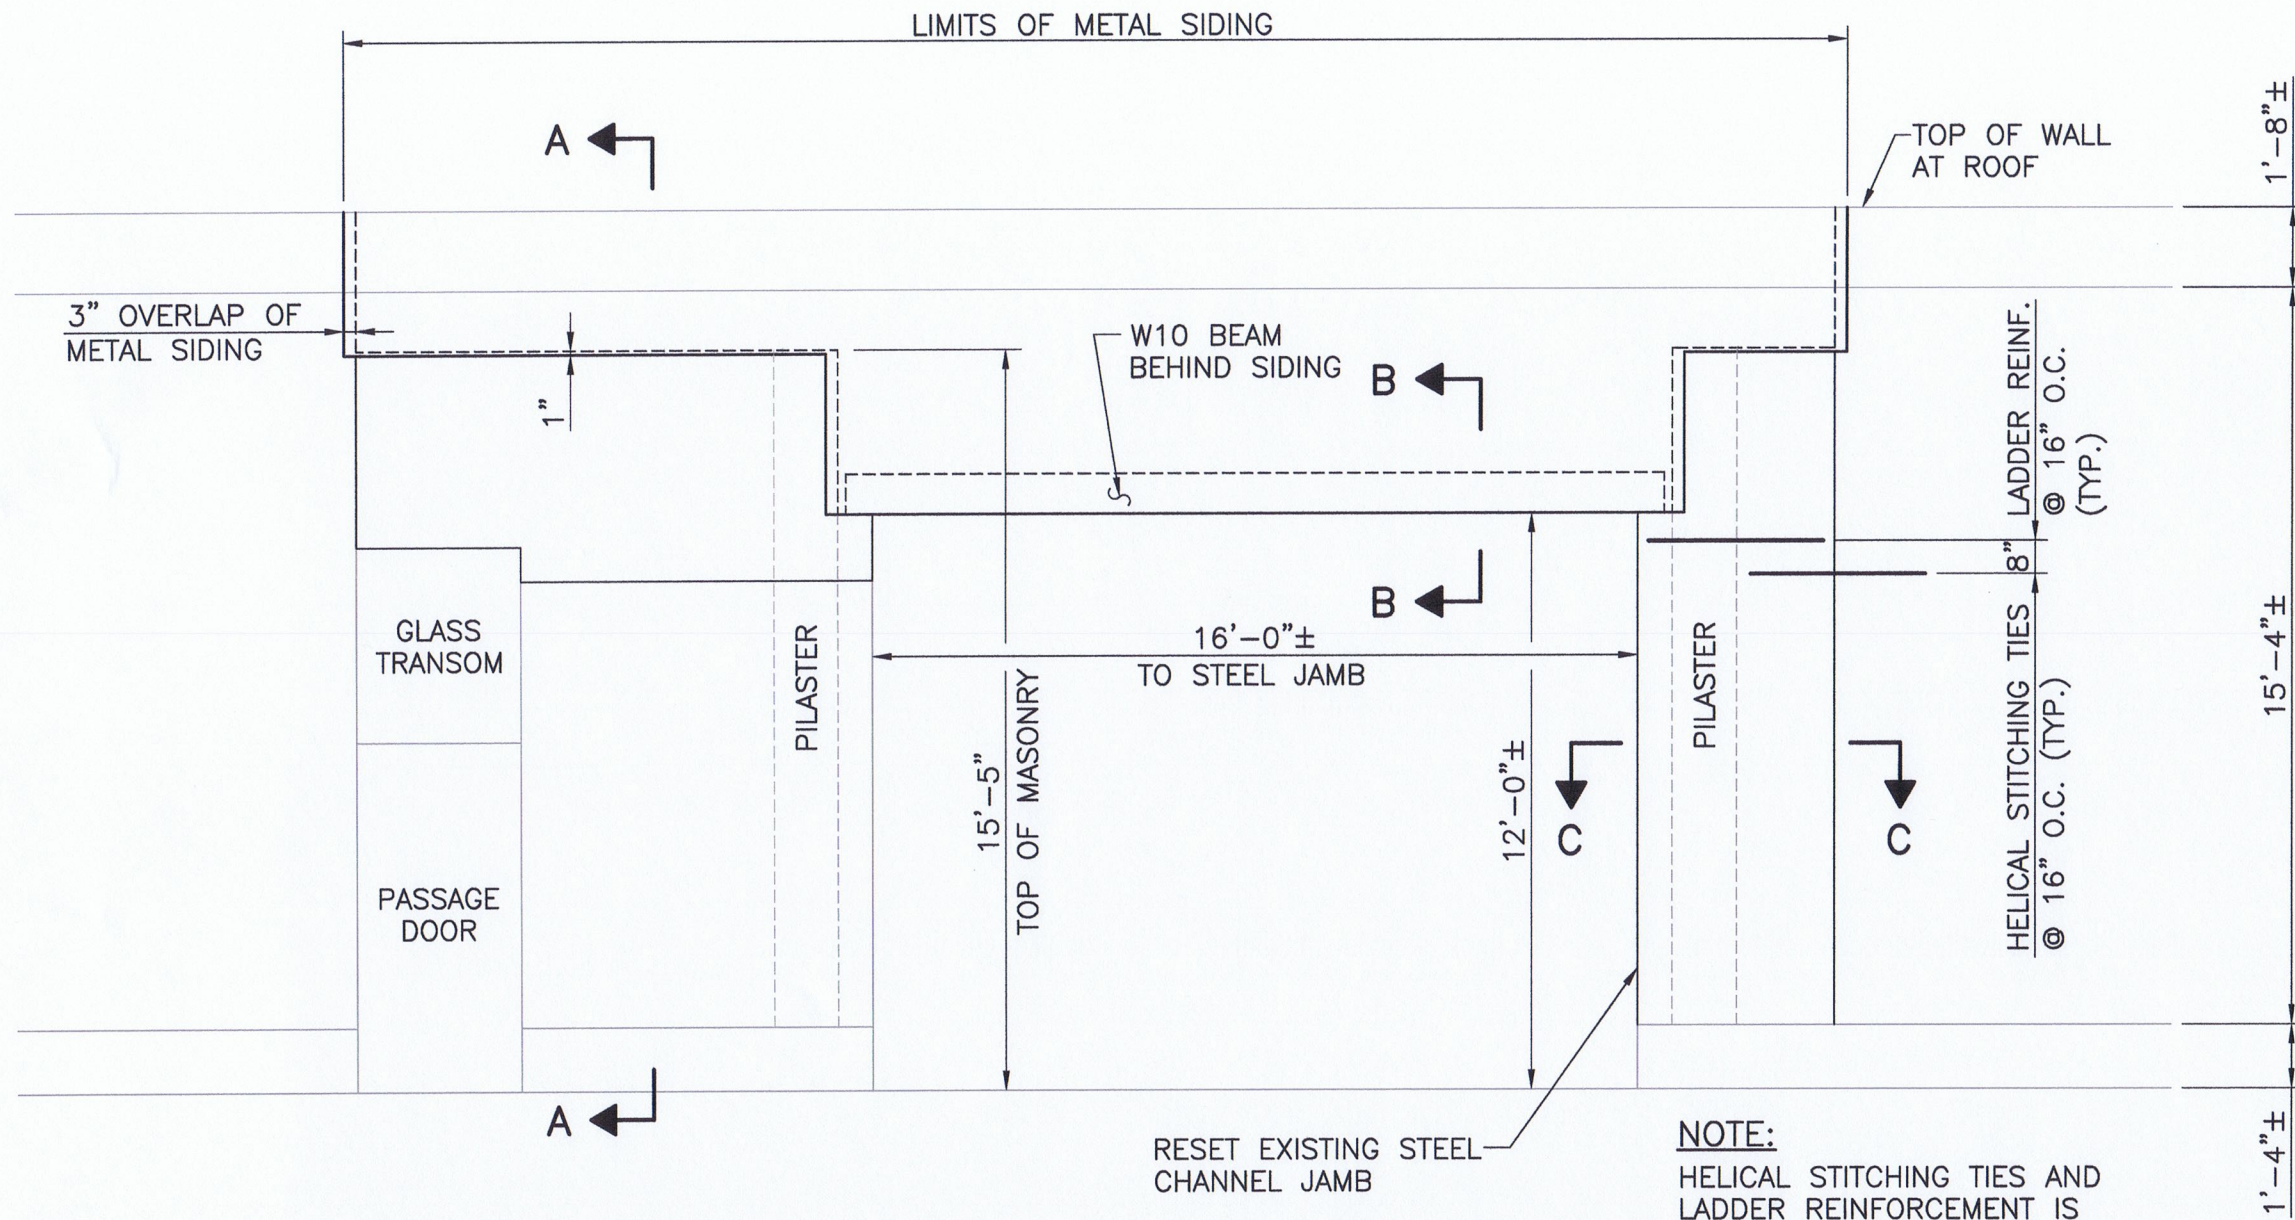 LIMITS OF METAL SIDING
A
TOP OF WALL
AT ROOF
1'-8"±
3" OVERLAP OF
METAL SIDING
1"
W10 BEAM
BEHIND SIDING
B
LADDER REINF.
@ 16" O.C.
(TYP.)
8"
B
GLASS
TRANSOM
PILASTER
16'-0"±
TO STEEL JAMB
PILASTER
HELICAL STITCHING TIES
@ 16" O.C. (TYP.)
15'-4"±
15'-5"
TOP OF MASONRY
12'-0"±
C
C
PASSAGE
DOOR
A
RESET EXISTING STEEL
CHANNEL JAMB
NOTE:
HELICAL STITCHING TIES AND
LADDER REINFORCEMENT IS
1'-4"±